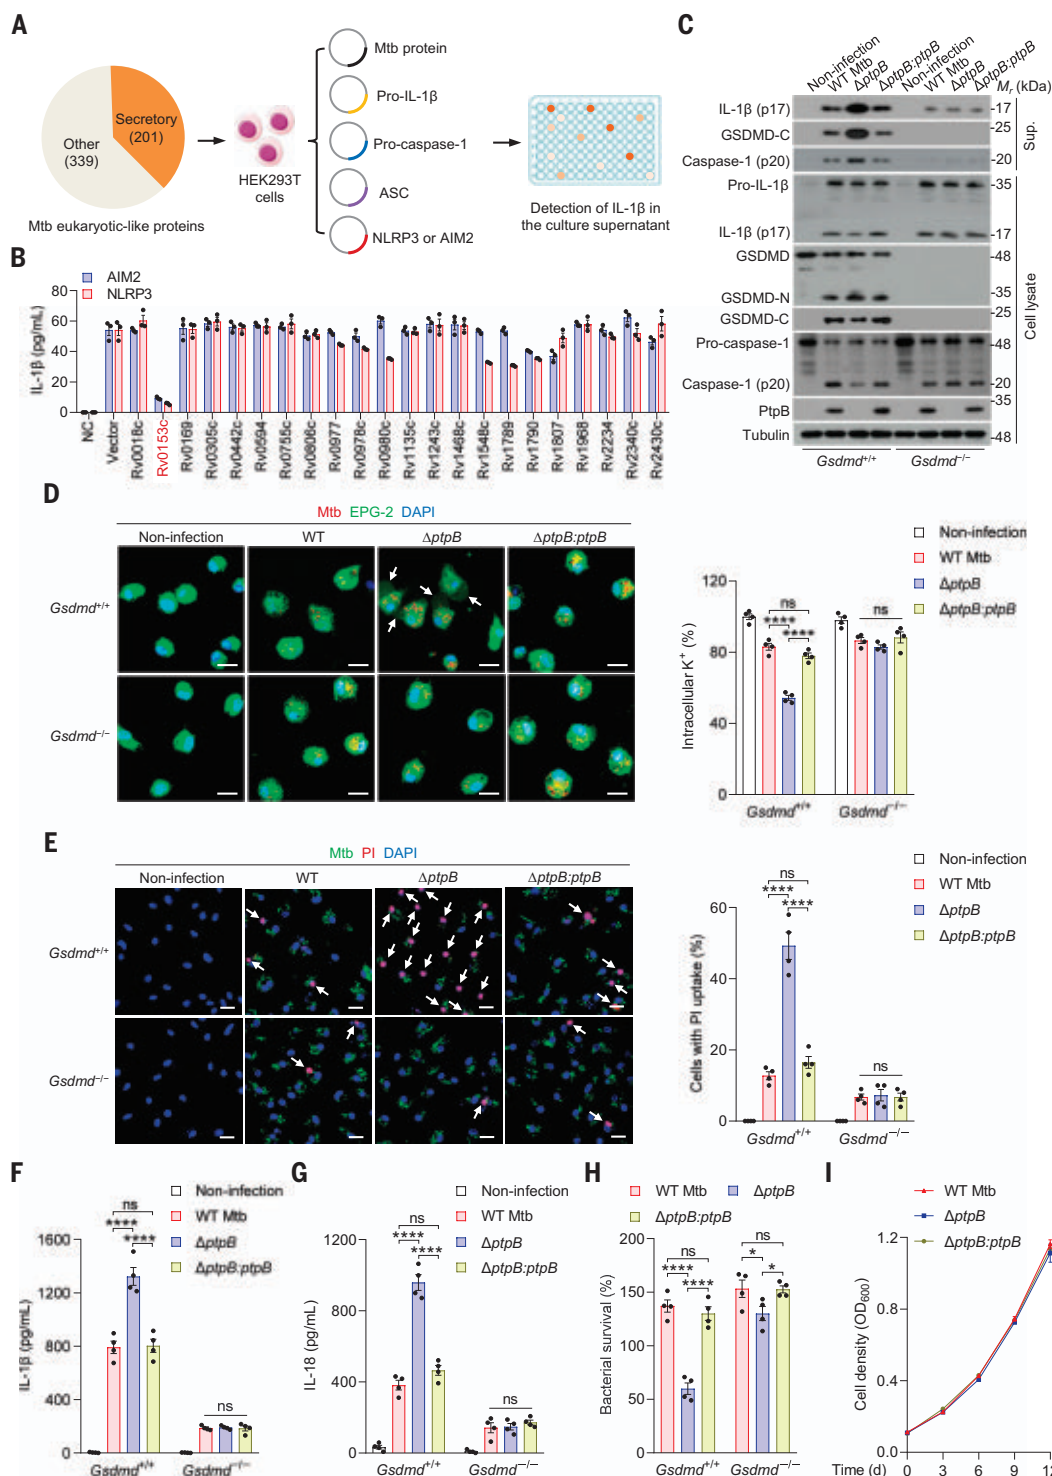 A
Other
(339)
Secretory
(201)
Mtb eukaryotic-like proteins
HEK293T
cells
Mtb protein
Pro-IL-1β
Pro-caspase-1
ASC
NLRP3 or AIM2
Detection of IL-1β in
the culture supernatant
B
AIM2
NLRP3
IL-1β (pg/mL)
80
60
40
20
0
NC
Vector
Rv0018c
Rv0153c
Rv0169
Rv0305c
Rv0442c
Rv0594
Rv0755c
Rv0806c
Rv0977
Rv0978c
Rv0980c
Rv1135c
Rv1243c
Rv1468c
Rv1548c
Rv1789
Rv1790
Rv1807
Rv1968
Rv2234
Rv2340c
Rv2430c
C
Non-infection
WT Mtb
ΔptpB
ΔptpB:ptpB
Non-infection
WT Mtb
ΔptpB
ΔptpB:ptpB
Mr (kDa)
IL-1β (p17) -17
GSDMD-C -25
Caspase-1 (p20) -20
Sup.
Pro-IL-1β -35
IL-1β (p17) -17
GSDMD -48
GSDMD-N
GSDMD-C -25
Pro-caspase-1 -48
Caspase-1 (p20) -20
PtpB -35
Tubulin -48
Cell lysate
Gsdmd+/+ Gsdmd−/−
D
Mtb EPG-2 DAPI
Non-infection WT ΔptpB ΔptpB:ptpB
Gsdmd+/+
Gsdmd−/−
Non-infection
WT Mtb
ΔptpB
ΔptpB:ptpB
Intracellular K+ (%)
120
80
40
0
ns
****
****
ns
Gsdmd+/+ Gsdmd−/−
E
Mtb PI DAPI
Non-infection WT ΔptpB ΔptpB:ptpB
Gsdmd+/+
Gsdmd−/−
Non-infection
WT Mtb
ΔptpB
ΔptpB:ptpB
Cells with PI uptake (%)
60
40
20
0
ns
****
****
ns
Gsdmd+/+ Gsdmd−/−
F
Non-infection
WT Mtb
ΔptpB
ΔptpB:ptpB
IL-1β (pg/mL)
1600
1200
800
400
0
ns
****
****
ns
Gsdmd+/+ Gsdmd−/−
G
Non-infection
WT Mtb
ΔptpB
ΔptpB:ptpB
IL-18 (pg/mL)
1200
800
400
0
ns
****
****
ns
Gsdmd+/+ Gsdmd−/−
H
WT Mtb ΔptpB
ΔptpB:ptpB
Bacterial survival (%)
200
150
100
50
0
ns
****
****
ns
*
*
Gsdmd+/+ Gsdmd−/−
I
WT Mtb
ΔptpB
ΔptpB:ptpB
Cell density (OD600)
1.2
0.8
0.4
0.0
Time (d) 0 3 6 9 12